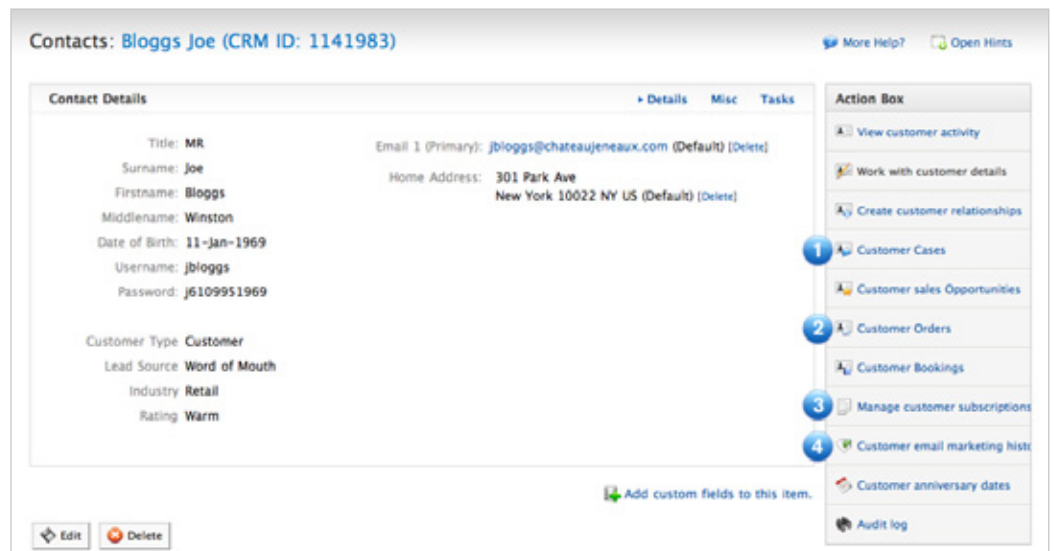 Contacts: Bloggs Joe (CRM ID: 1141983)
More Help? Open Hints
Contact Details
Details Misc Tasks
Title: MR
Surname: Joe
Firstname: Bloggs
Middlename: Winston
Date of Birth: 11-Jan-1969
Username: jbloggs
Password: j6109951969
Customer Type Customer
Lead Source Word of Mouth
Industry Retail
Rating Warm
Email 1 (Primary): jbloggs@chateaujeneaux.com (Default) [Delete]
Home Address: 301 Park Ave
New York 10022 NY US (Default) [Delete]
Add custom fields to this item.
Edit Delete
Action Box
View customer activity
Work with customer details
Create customer relationships
1 Customer Cases
Customer sales Opportunities
2 Customer Orders
Customer Bookings
3 Manage customer subscriptions
4 Customer email marketing histo
Customer anniversary dates
Audit log